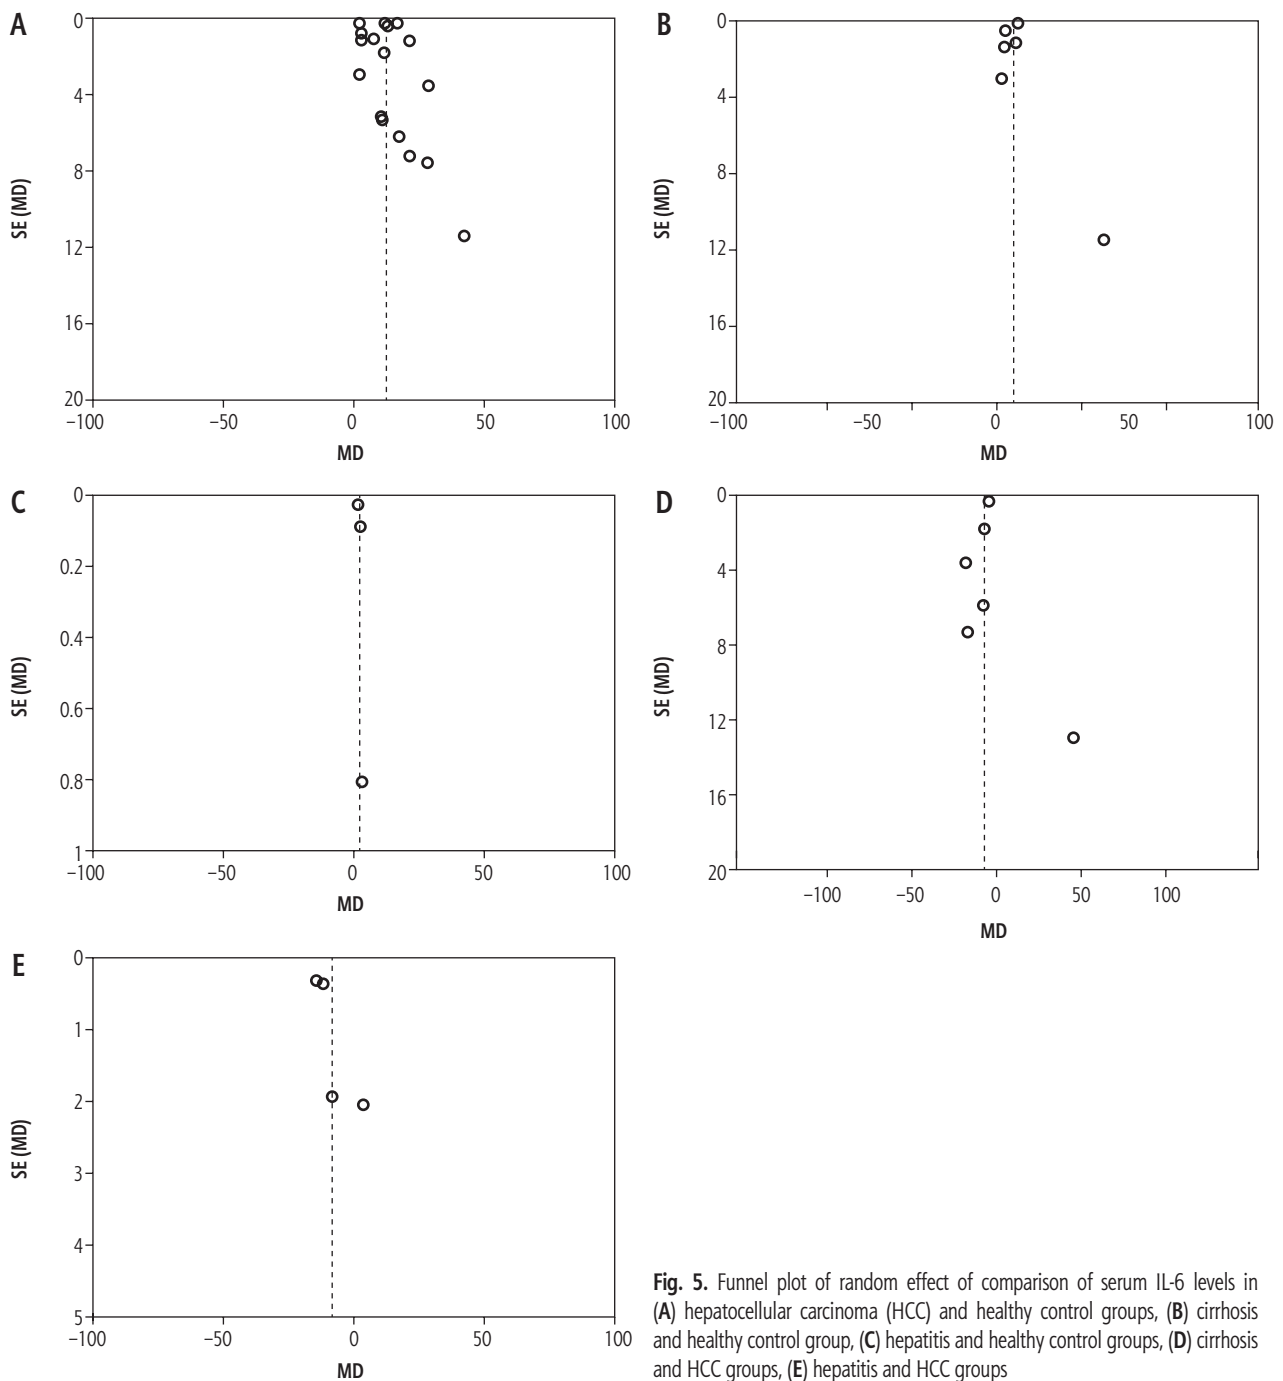 A
0
4
8
12
16
20
SE (MD)
−100 −50 0 50 100
MD
B
0
4
8
12
16
20
SE (MD)
−100 −50 0 50 100
MD
C
0
0.2
0.4
0.6
0.8
1
SE (MD)
−100 −50 0 50 100
MD
D
0
4
8
12
16
20
SE (MD)
−100 −50 0 50 100
MD
E
0
1
2
3
4
5
SE (MD)
−100 −50 0 50 100
MD
Fig. 5. Funnel plot of random effect of comparison of serum IL-6 levels in
(A) hepatocellular carcinoma (HCC) and healthy control groups, (B) cirrhosis
and healthy control group, (C) hepatitis and healthy control groups, (D) cirrhosis
and HCC groups, (E) hepatitis and HCC groups